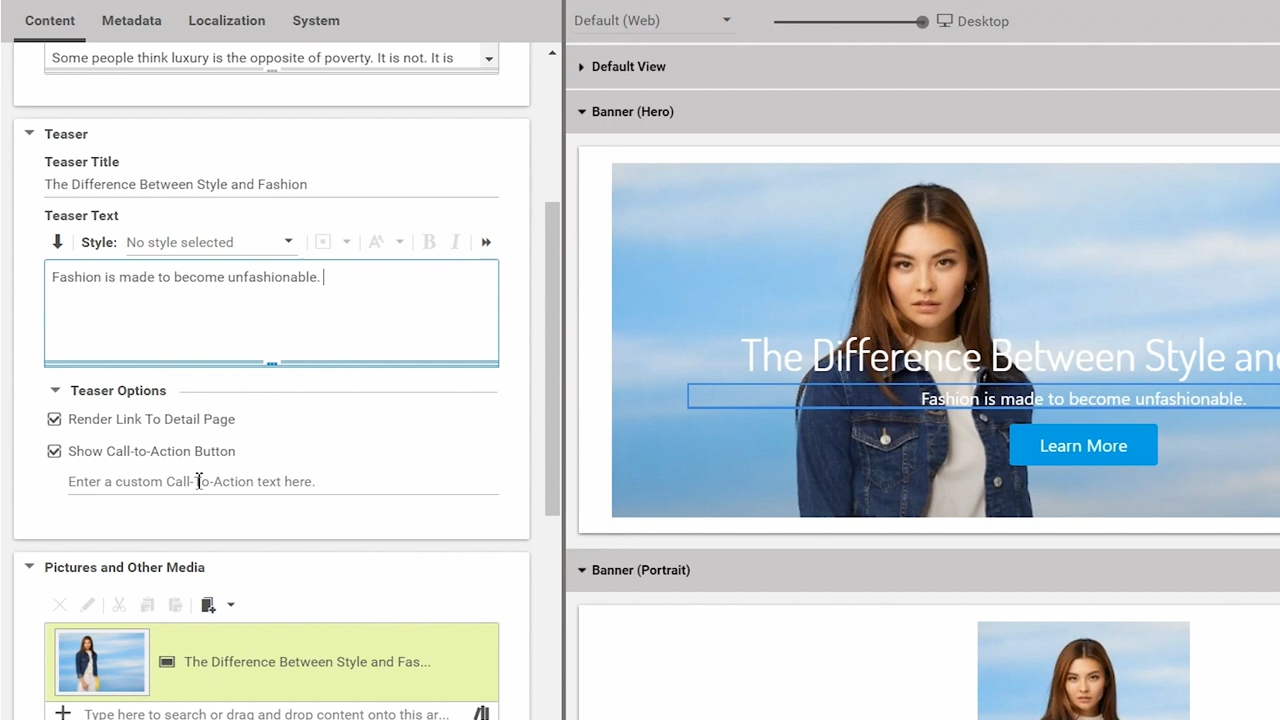 Content Metadata Localization System
Some people think luxury is the opposite of poverty. It is not. It is
Teaser
Teaser Title
The Difference Between Style and Fashion
Teaser Text
Style: No style selected
B I
Fashion is made to become unfashionable.
Teaser Options
Render Link To Detail Page
Show Call-to-Action Button
Enter a custom Call-To-Action text here.
Pictures and Other Media
The Difference Between Style and Fas...
Type here to search or drag and drop content onto this ar...
Default (Web) Desktop
Default View
Banner (Hero)
The Difference Between Style an
Fashion is made to become unfashionable.
Learn More
Banner (Portrait)